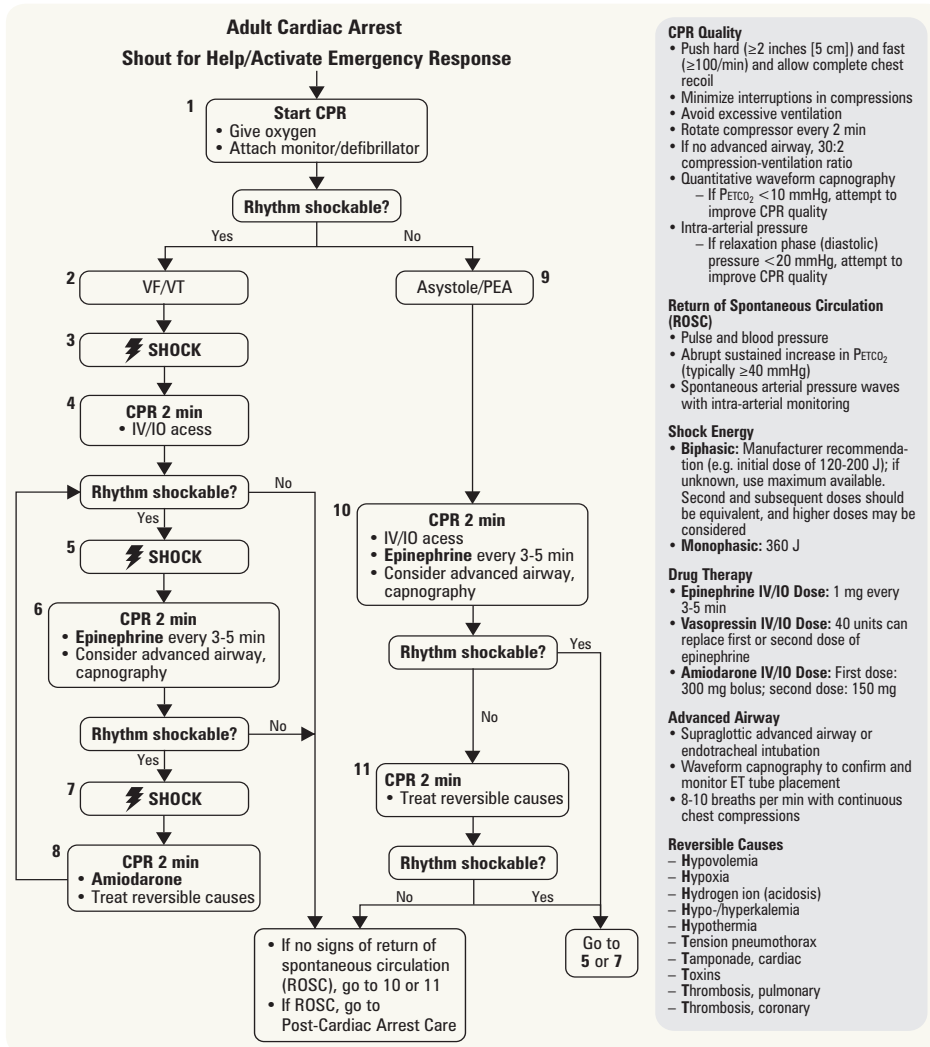 Adult Cardiac Arrest
Shout for Help/Activate Emergency Response
1
Start CPR
• Give oxygen
• Attach monitor/defibrillator
Rhythm shockable?
Yes
No
2
VF/VT
9
Asystole/PEA
3
SHOCK
4
CPR 2 min
• IV/IO acess
Rhythm shockable?
No
Yes
5
SHOCK
6
CPR 2 min
• Epinephrine every 3-5 min
• Consider advanced airway,
capnography
Rhythm shockable?
No
Yes
7
SHOCK
8
CPR 2 min
• Amiodarone
• Treat reversible causes
10
CPR 2 min
• IV/IO acess
• Epinephrine every 3-5 min
• Consider advanced airway,
capnography
Rhythm shockable?
Yes
No
11
CPR 2 min
• Treat reversible causes
Rhythm shockable?
No
Yes
• If no signs of return of
spontaneous circulation
(ROSC), go to 10 or 11
• If ROSC, go to
Post-Cardiac Arrest Care
Go to
5 or 7
CPR Quality
• Push hard (≥2 inches [5 cm]) and fast
(≥100/min) and allow complete chest
recoil
• Minimize interruptions in compressions
• Avoid excessive ventilation
• Rotate compressor every 2 min
• If no advanced airway, 30:2
compression-ventilation ratio
• Quantitative waveform capnography
– If PETCO₂ <10 mmHg, attempt to
improve CPR quality
• Intra-arterial pressure
– If relaxation phase (diastolic)
pressure <20 mmHg, attempt to
improve CPR quality
Return of Spontaneous Circulation
(ROSC)
• Pulse and blood pressure
• Abrupt sustained increase in PETCO₂
(typically ≥40 mmHg)
• Spontaneous arterial pressure waves
with intra-arterial monitoring
Shock Energy
• Biphasic: Manufacturer recommenda-
tion (e.g. initial dose of 120-200 J); if
unknown, use maximum available.
Second and subsequent doses should
be equivalent, and higher doses may be
considered
• Monophasic: 360 J
Drug Therapy
• Epinephrine IV/IO Dose: 1 mg every
3-5 min
• Vasopressin IV/IO Dose: 40 units can
replace first or second dose of
epinephrine
• Amiodarone IV/IO Dose: First dose:
300 mg bolus; second dose: 150 mg
Advanced Airway
• Supraglottic advanced airway or
endotracheal intubation
• Waveform capnography to confirm and
monitor ET tube placement
• 8-10 breaths per min with continuous
chest compressions
Reversible Causes
– Hypovolemia
– Hypoxia
– Hydrogen ion (acidosis)
– Hypo-/hyperkalemia
– Hypothermia
– Tension pneumothorax
– Tamponade, cardiac
– Toxins
– Thrombosis, pulmonary
– Thrombosis, coronary